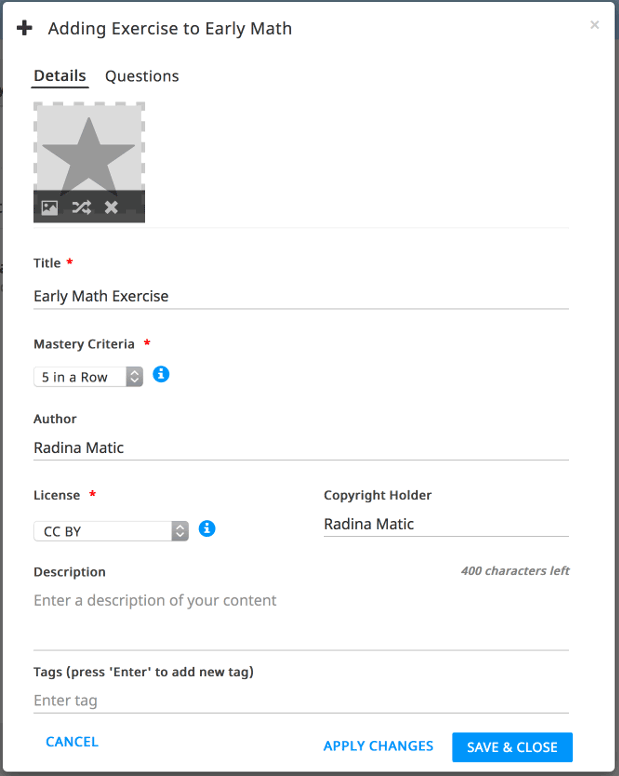 Adding Exercise to Early Math
×
Details Questions
Title *
Early Math Exercise
Mastery Criteria *
5 in a Row
Author
Radina Matic
License * Copyright Holder
CC BY Radina Matic
Description 400 characters left
Enter a description of your content
Tags (press 'Enter' to add new tag)
Enter tag
CANCEL APPLY CHANGES SAVE & CLOSE